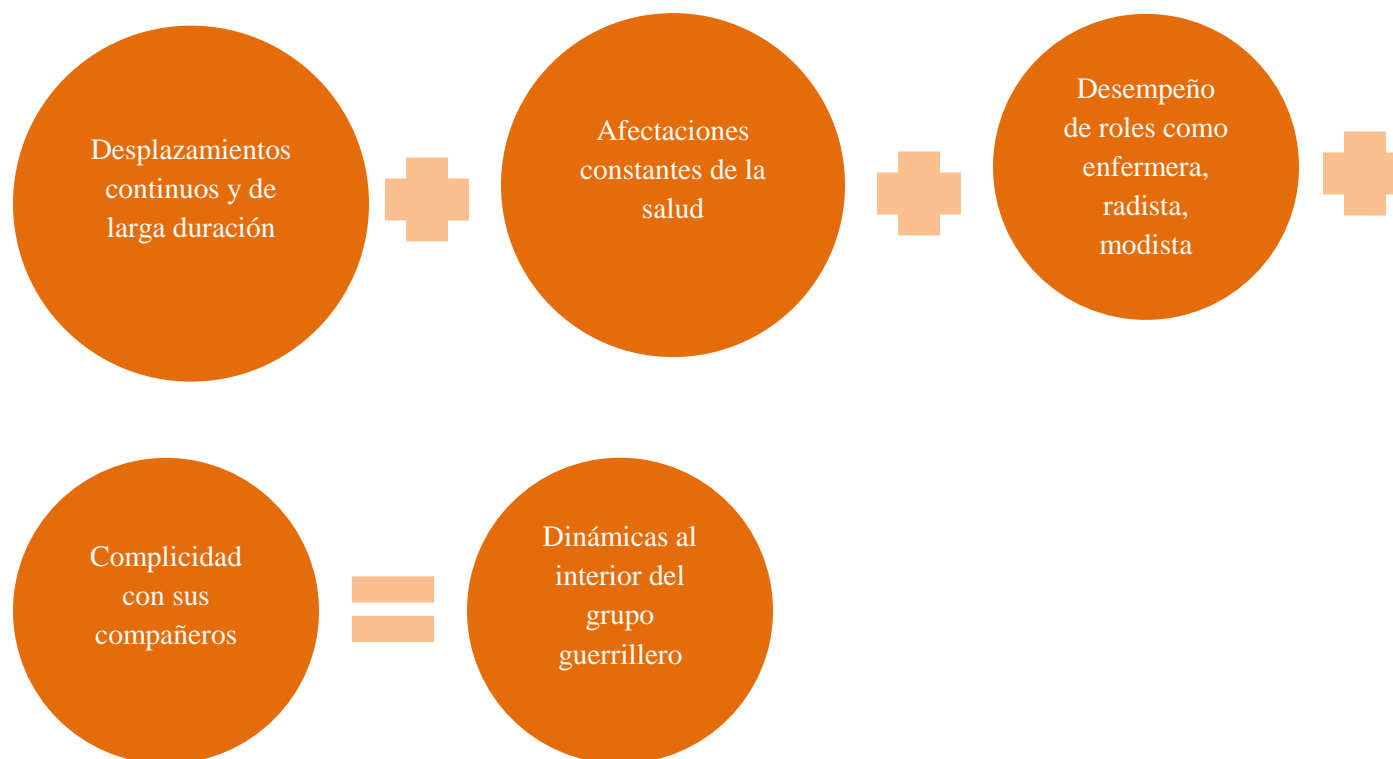 Desplazamientos
continuos y de
larga duración
Afectaciones
constantes de la
salud
Desempeño
de roles como
enfermera,
radista,
modista
Complicidad
con sus
compañeros
Dinámicas al
interior del
grupo
guerrillero